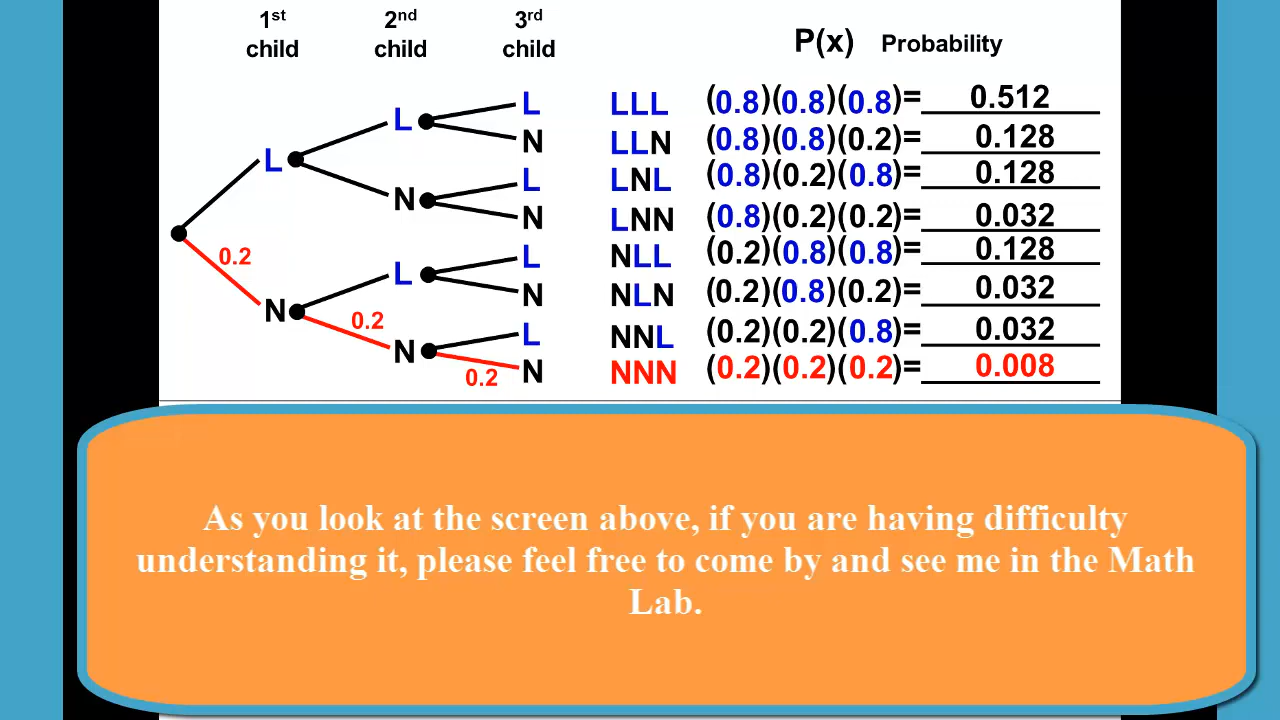 1st 2nd 3rd
child child child P(x) Probability
L LLL (0.8)(0.8)(0.8)= 0.512
L
N LLN (0.8)(0.8)(0.2)= 0.128
L
L LNL (0.8)(0.2)(0.8)= 0.128
N
N LNN (0.8)(0.2)(0.2)= 0.032
0.2 L NLL (0.2)(0.8)(0.8)= 0.128
L
N NLN (0.2)(0.8)(0.2)= 0.032
N
0.2 L NNL (0.2)(0.2)(0.8)= 0.032
N
0.2 N NNN (0.2)(0.2)(0.2)= 0.008
As you look at the screen above, if you are having difficulty
understanding it, please feel free to come by and see me in the Math
Lab.